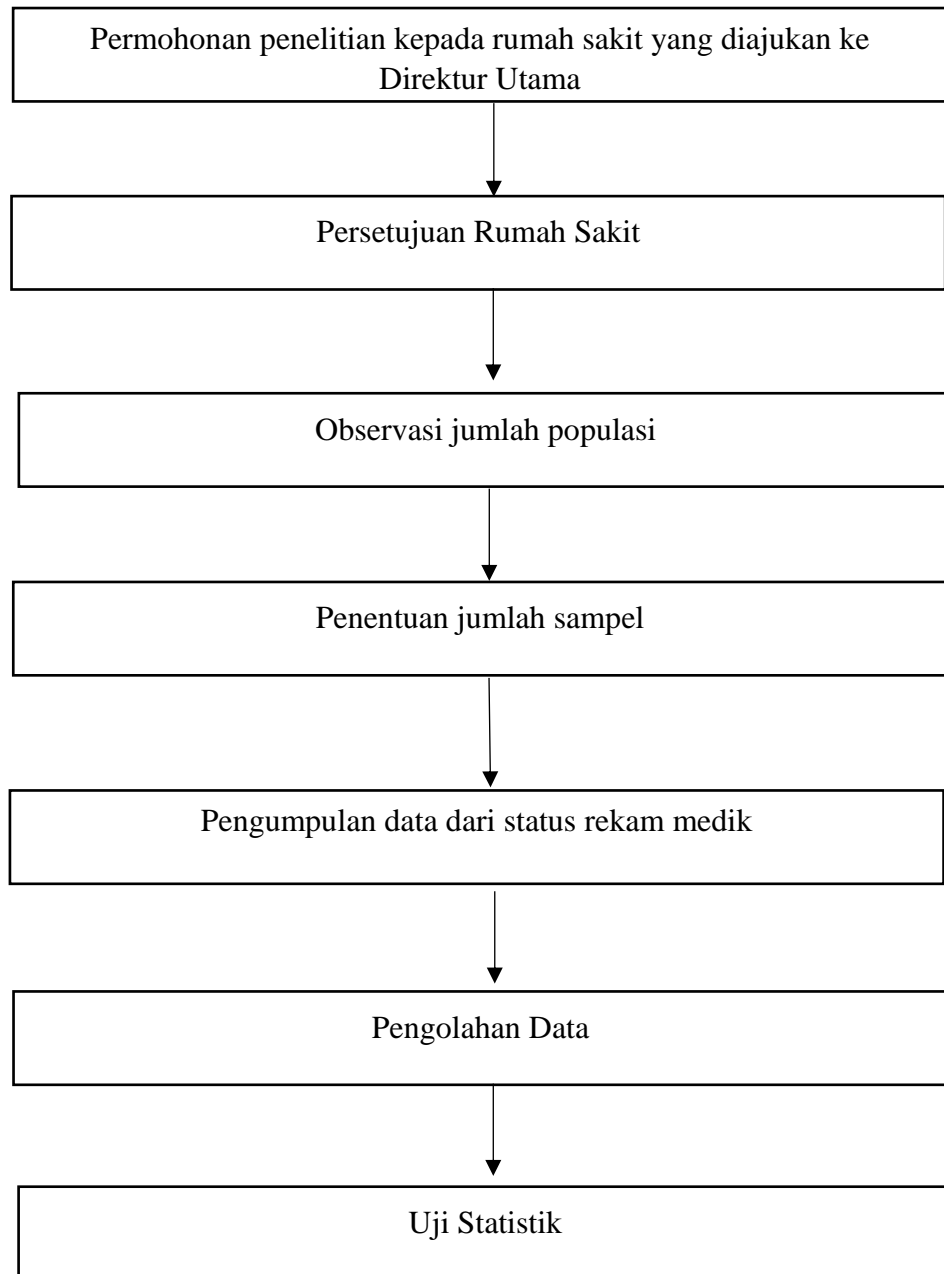 Permohonan penelitian kepada rumah sakit yang diajukan ke
Direktur Utama
Persetujuan Rumah Sakit
Observasi jumlah populasi
Penentuan jumlah sampel
Pengumpulan data dari status rekam medik
Pengolahan Data
Uji Statistik